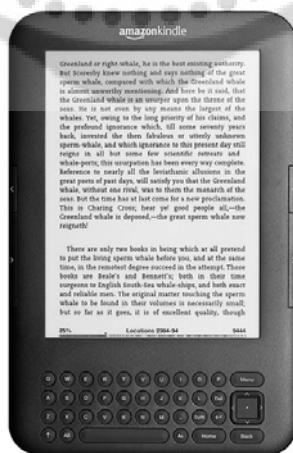 amazonkindle
Greenland or right-whale, he is the best existing authority.
But Scoresby knew nothing and says nothing of the great
sperm whale, compared with which the Greenland whale
is almost unworthy mentioning. And here be it said, that
the Greenland whale is an usurper upon the throne of the
seas. He is not even by any means the largest of the
whales. Yet, owing to the long priority of his claims, and
the profound ignorance which, till some seventy years
back, invested the then fabulous or utterly unknown
sperm-whale, and which ignorance to this present day still
reigns in all but some few scientific retreats and
whale-ports; this usurpation has been every way complete.
Reference to nearly all the leviathanic allusions in the
great poets of past days, will satisfy you that the Greenland
whale, without one rival, was to them the monarch of the
seas. But the time has at last come for a new proclamation.
This is Charing Cross; hear ye! good people all,—the
Greenland whale is deposed,—the great sperm whale now
reigneth!
There are only two books in being which at all pretend
to put the living sperm whale before you, and at the same
time, in the remotest degree succeed in the attempt. Those
books are Beale's and Bennett's; both in their time
surgeons to English South-Sea whale-ships, and both exact
and reliable men. The original matter touching the sperm
whale to be found in their volumes is necessarily small;
but so far as it goes, it is of excellent quality, though
25% Locations 2584-94 9444
Q W E R T Y U I O P Menu
A S D F G H J K L Del
Z X C V B N M . Sym
Alt Aa Home Back